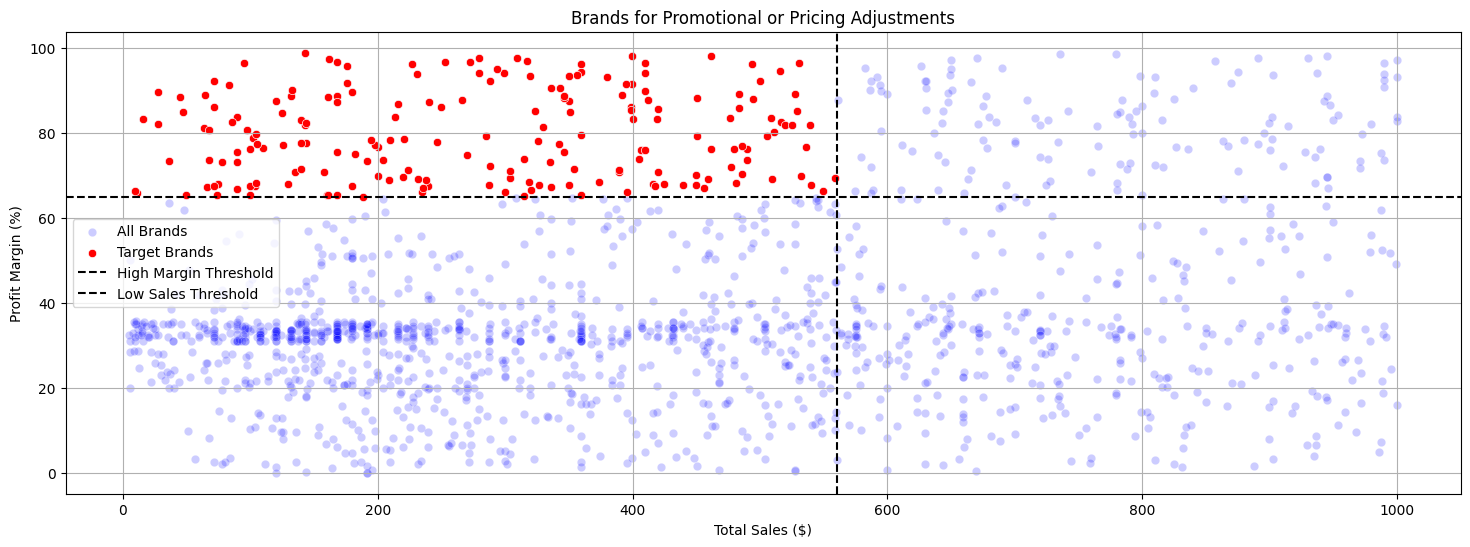 Brands for Promotional or Pricing Adjustments
Profit Margin (%)
100
80
60
40
20
0
All Brands
Target Brands
High Margin Threshold
Low Sales Threshold
0 200 400 600 800 1000
Total Sales ($)